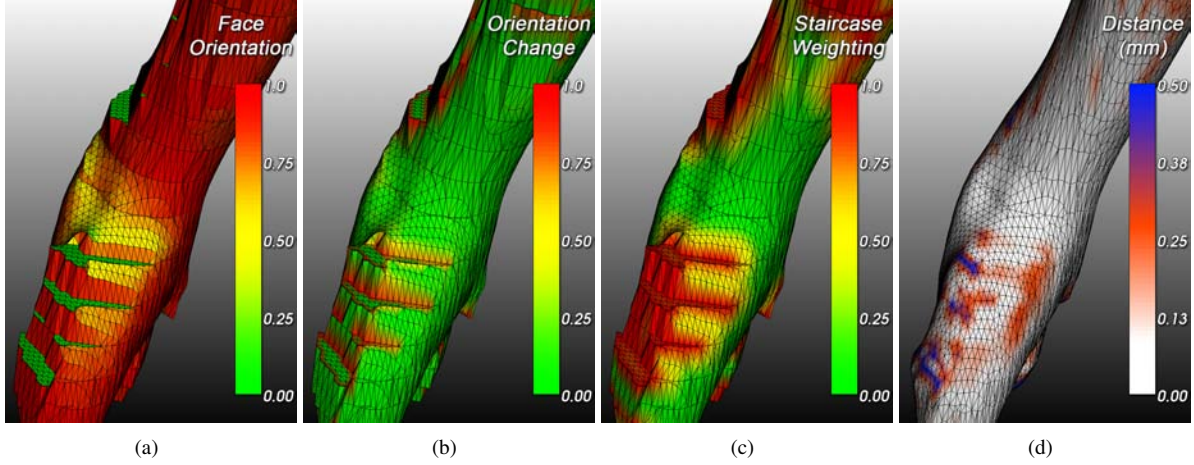 Face
Orientation
1.0
0.75
0.50
0.25
0.00
(a)
Orientation
Change
1.0
0.75
0.50
0.25
0.00
(b)
Staircase
Weighting
1.0
0.75
0.50
0.25
0.00
(c)
Distance
(mm)
0.50
0.38
0.25
0.13
0.00
(d)